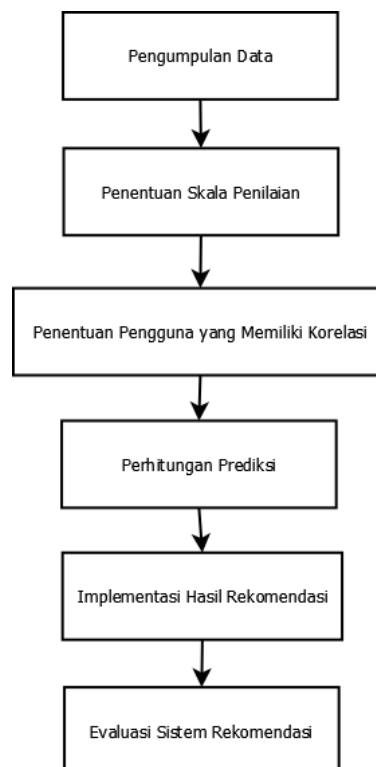 Pengumpulan Data
Penentuan Skala Penilaian
Penentuan Pengguna yang Memiliki Korelasi
Perhitungan Prediksi
Implementasi Hasil Rekomendasi
Evaluasi Sistem Rekomendasi